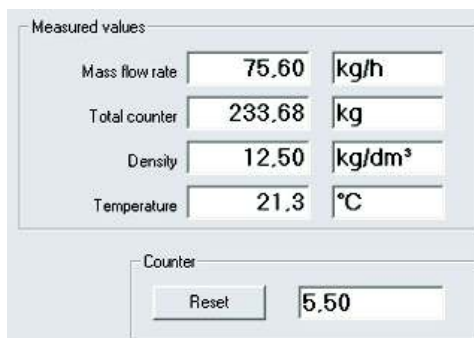 Measured values
Mass flow rate 75,60 kg/h
Total counter 233,68 kg
Density 12,50 kg/dm³
Temperature 21,3 °C
Counter
Reset 5,50